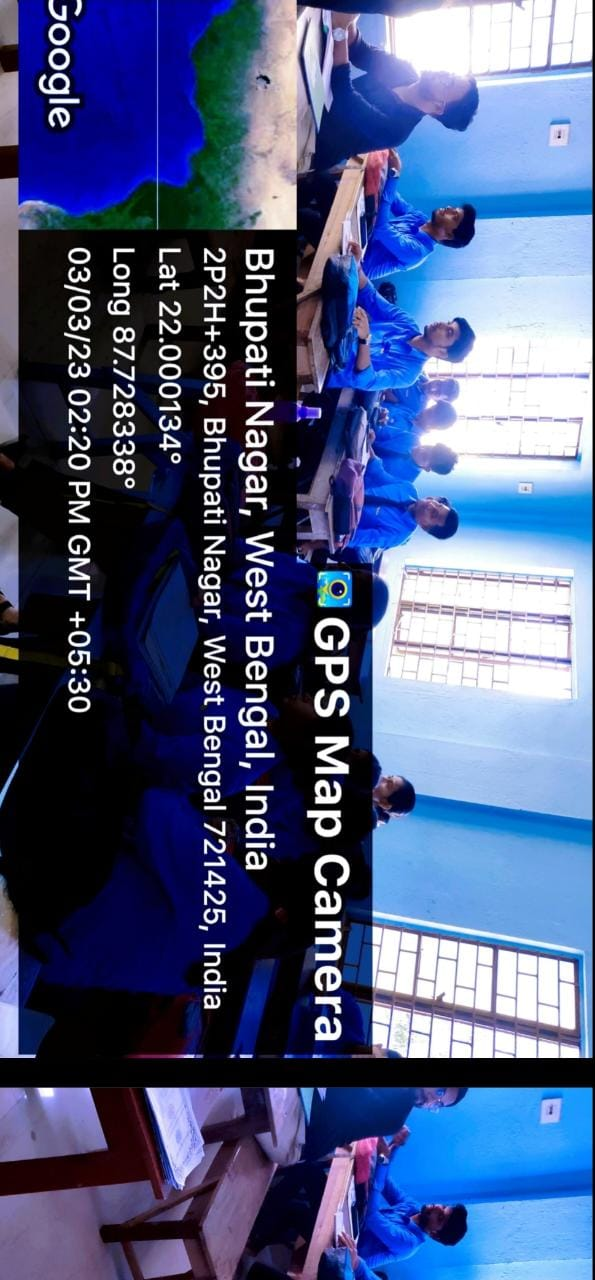 GPS Map Camera
Bhupati Nagar, West Bengal, India
2P2H+395, Bhupati Nagar, West Bengal 721425, India
Lat 22.000134°
Long 87.728338°
03/03/23 02:20 PM GMT +05:30
Google